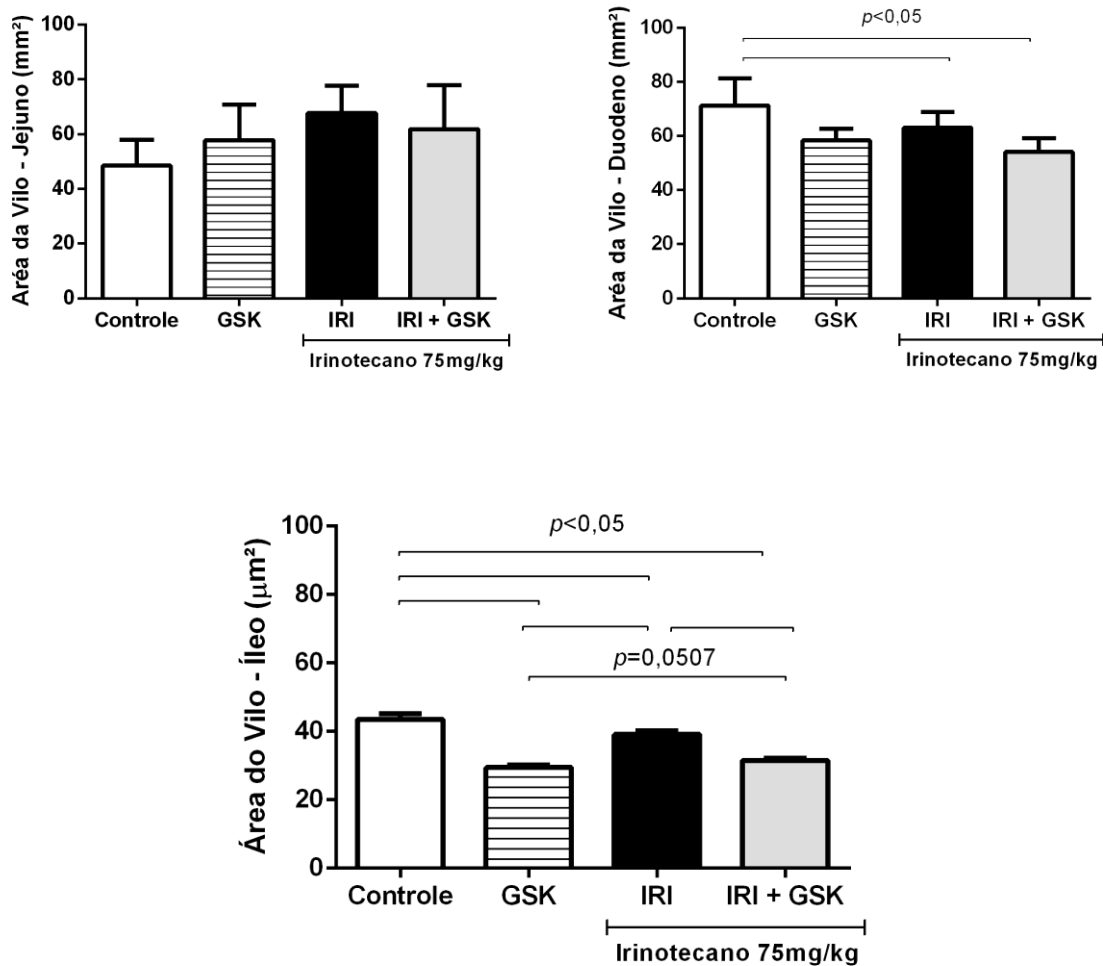 Aréa da Vilo - Jejuno (mm²)
100
80
60
40
20
0
Controle
GSK
IRI
IRI + GSK
Irinotecano 75mg/kg
Aréa da Vilo - Duodeno (mm²)
p<0,05
100
80
60
40
20
0
Controle
GSK
IRI
IRI + GSK
Irinotecano 75mg/kg
Área do Vilo - Íleo (µm²)
p<0,05
p=0,0507
100
80
60
40
20
0
Controle
GSK
IRI
IRI + GSK
Irinotecano 75mg/kg